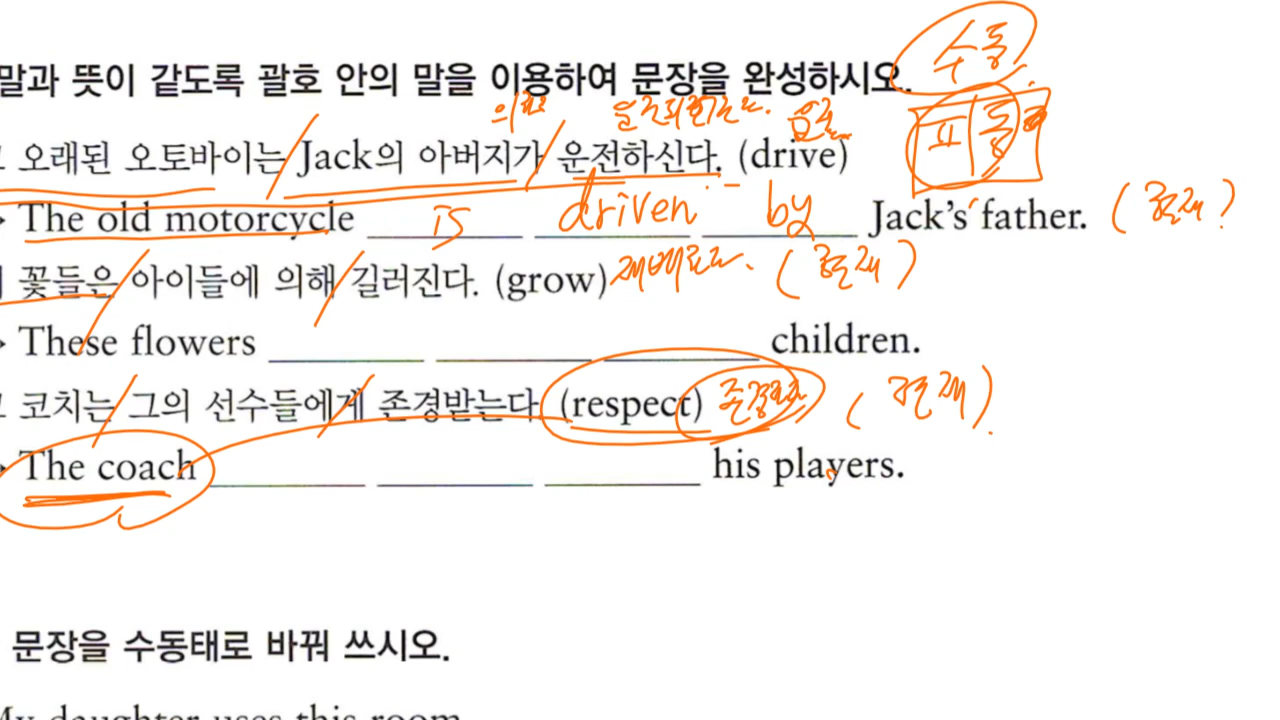 수동
말과 뜻이 같도록 괄호 안의 말을 이용하여 문장을 완성하시오.
오래된 오토바이는 Jack의 아버지가 운전하신다. (drive)
The old motorcycle is driven by Jack's father. (현재?)
꽃들은 아이들에 의해 길러진다. (grow) (현재)
These flowers children.
코치는 그의 선수들에게 존경받는다. (respect) (현재)
The coach his players.
문장을 수동태로 바꿔 쓰시오.
My daughter uses this room